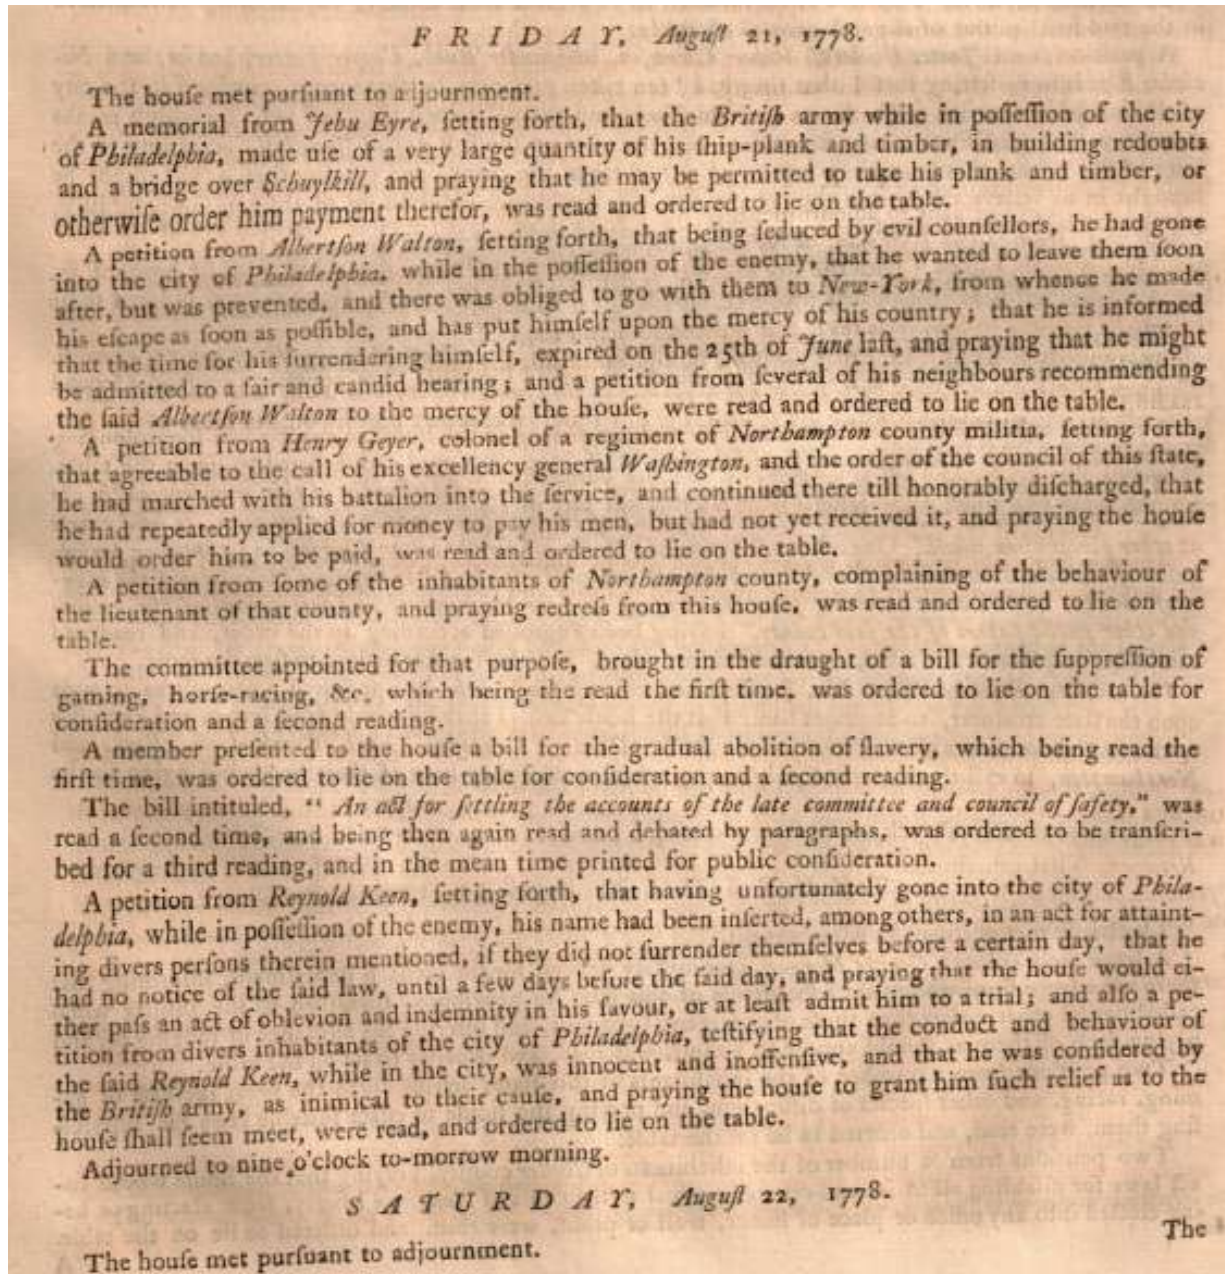 FRIDAY, Auguſt 21, 1778.
The houſe met purſuant to adjournment.
A memorial from Jehu Eyre, ſetting forth, that the Britiſh army while in poſſeſſion of the city
of Philadelphia, made uſe of a very large quantity of his ſhip-plank and timber, in building redoubts
and a bridge over Schuylkill, and praying that he may be permitted to take his plank and timber, or
otherwiſe order him payment therefor, was read and ordered to lie on the table.
A petition from Albertſon Walton, ſetting forth, that being ſeduced by evil counſellors, he had gone
into the city of Philadelphia, while in the poſſeſſion of the enemy, that he wanted to leave them ſoon
after, but was prevented, and there was obliged to go with them to New-York, from whence he made
his eſcape as ſoon as poſſible, and has put himſelf upon the mercy of his country; that he is informed
that the time for his ſurrendering himſelf, expired on the 25th of June laſt, and praying that he might
be admitted to a fair and candid hearing; and a petition from ſeveral of his neighbours recommending
the ſaid Albertſon Walton to the mercy of the houſe, were read and ordered to lie on the table.
A petition from Henry Geyer, colonel of a regiment of Northampton county militia, ſetting forth,
that agreeable to the call of his excellency general Waſhington, and the order of the council of this ſtate,
he had marched with his battalion into the ſervice, and continued there till honorably diſcharged, that
he had repeatedly applied for money to pay his men, but had not yet received it, and praying the houſe
would order him to be paid, was read and ordered to lie on the table.
A petition from ſome of the inhabitants of Northampton county, complaining of the behaviour of
the lieutenant of that county, and praying redreſs from this houſe, was read and ordered to lie on the
table.
The committee appointed for that purpoſe, brought in the draught of a bill for the ſuppreſſion of
gaming, horſe-racing, &c. which being the read the firſt time, was ordered to lie on the table for
conſideration and a ſecond reading.
A member preſented to the houſe a bill for the gradual abolition of ſlavery, which being read the
firſt time, was ordered to lie on the table for conſideration and a ſecond reading.
The bill intituled, “ An act for ſettling the accounts of the late committee and council of ſafety,” was
read a ſecond time, and being then again read and debated by paragraphs, was ordered to be tranſcri-
bed for a third reading, and in the mean time printed for public conſideration.
A petition from Reynold Keen, ſetting forth, that having unfortunately gone into the city of Phila-
delphia, while in poſſeſſion of the enemy, his name had been inſerted, among others, in an act for attaint-
ing divers perſons therein mentioned, if they did not ſurrender themſelves before a certain day, that he
had no notice of the ſaid law, until a few days before the ſaid day, and praying that the houſe would ei-
ther paſs an act of oblevion and indemnity in his favour, or at leaſt admit him to a trial; and alſo a pe-
tition from divers inhabitants of the city of Philadelphia, teſtifying that the conduct and behaviour of
the ſaid Reynold Keen, while in the city, was innocent and inoffenſive, and that he was conſidered by
the Britiſh army, as inimical to their cauſe, and praying the houſe to grant him ſuch relief as to the
houſe ſhall ſeem meet, were read, and ordered to lie on the table.
Adjourned to nine o'clock to-morrow morning.
SATURDAY, Auguſt 22, 1778.
The houſe met purſuant to adjournment.
The